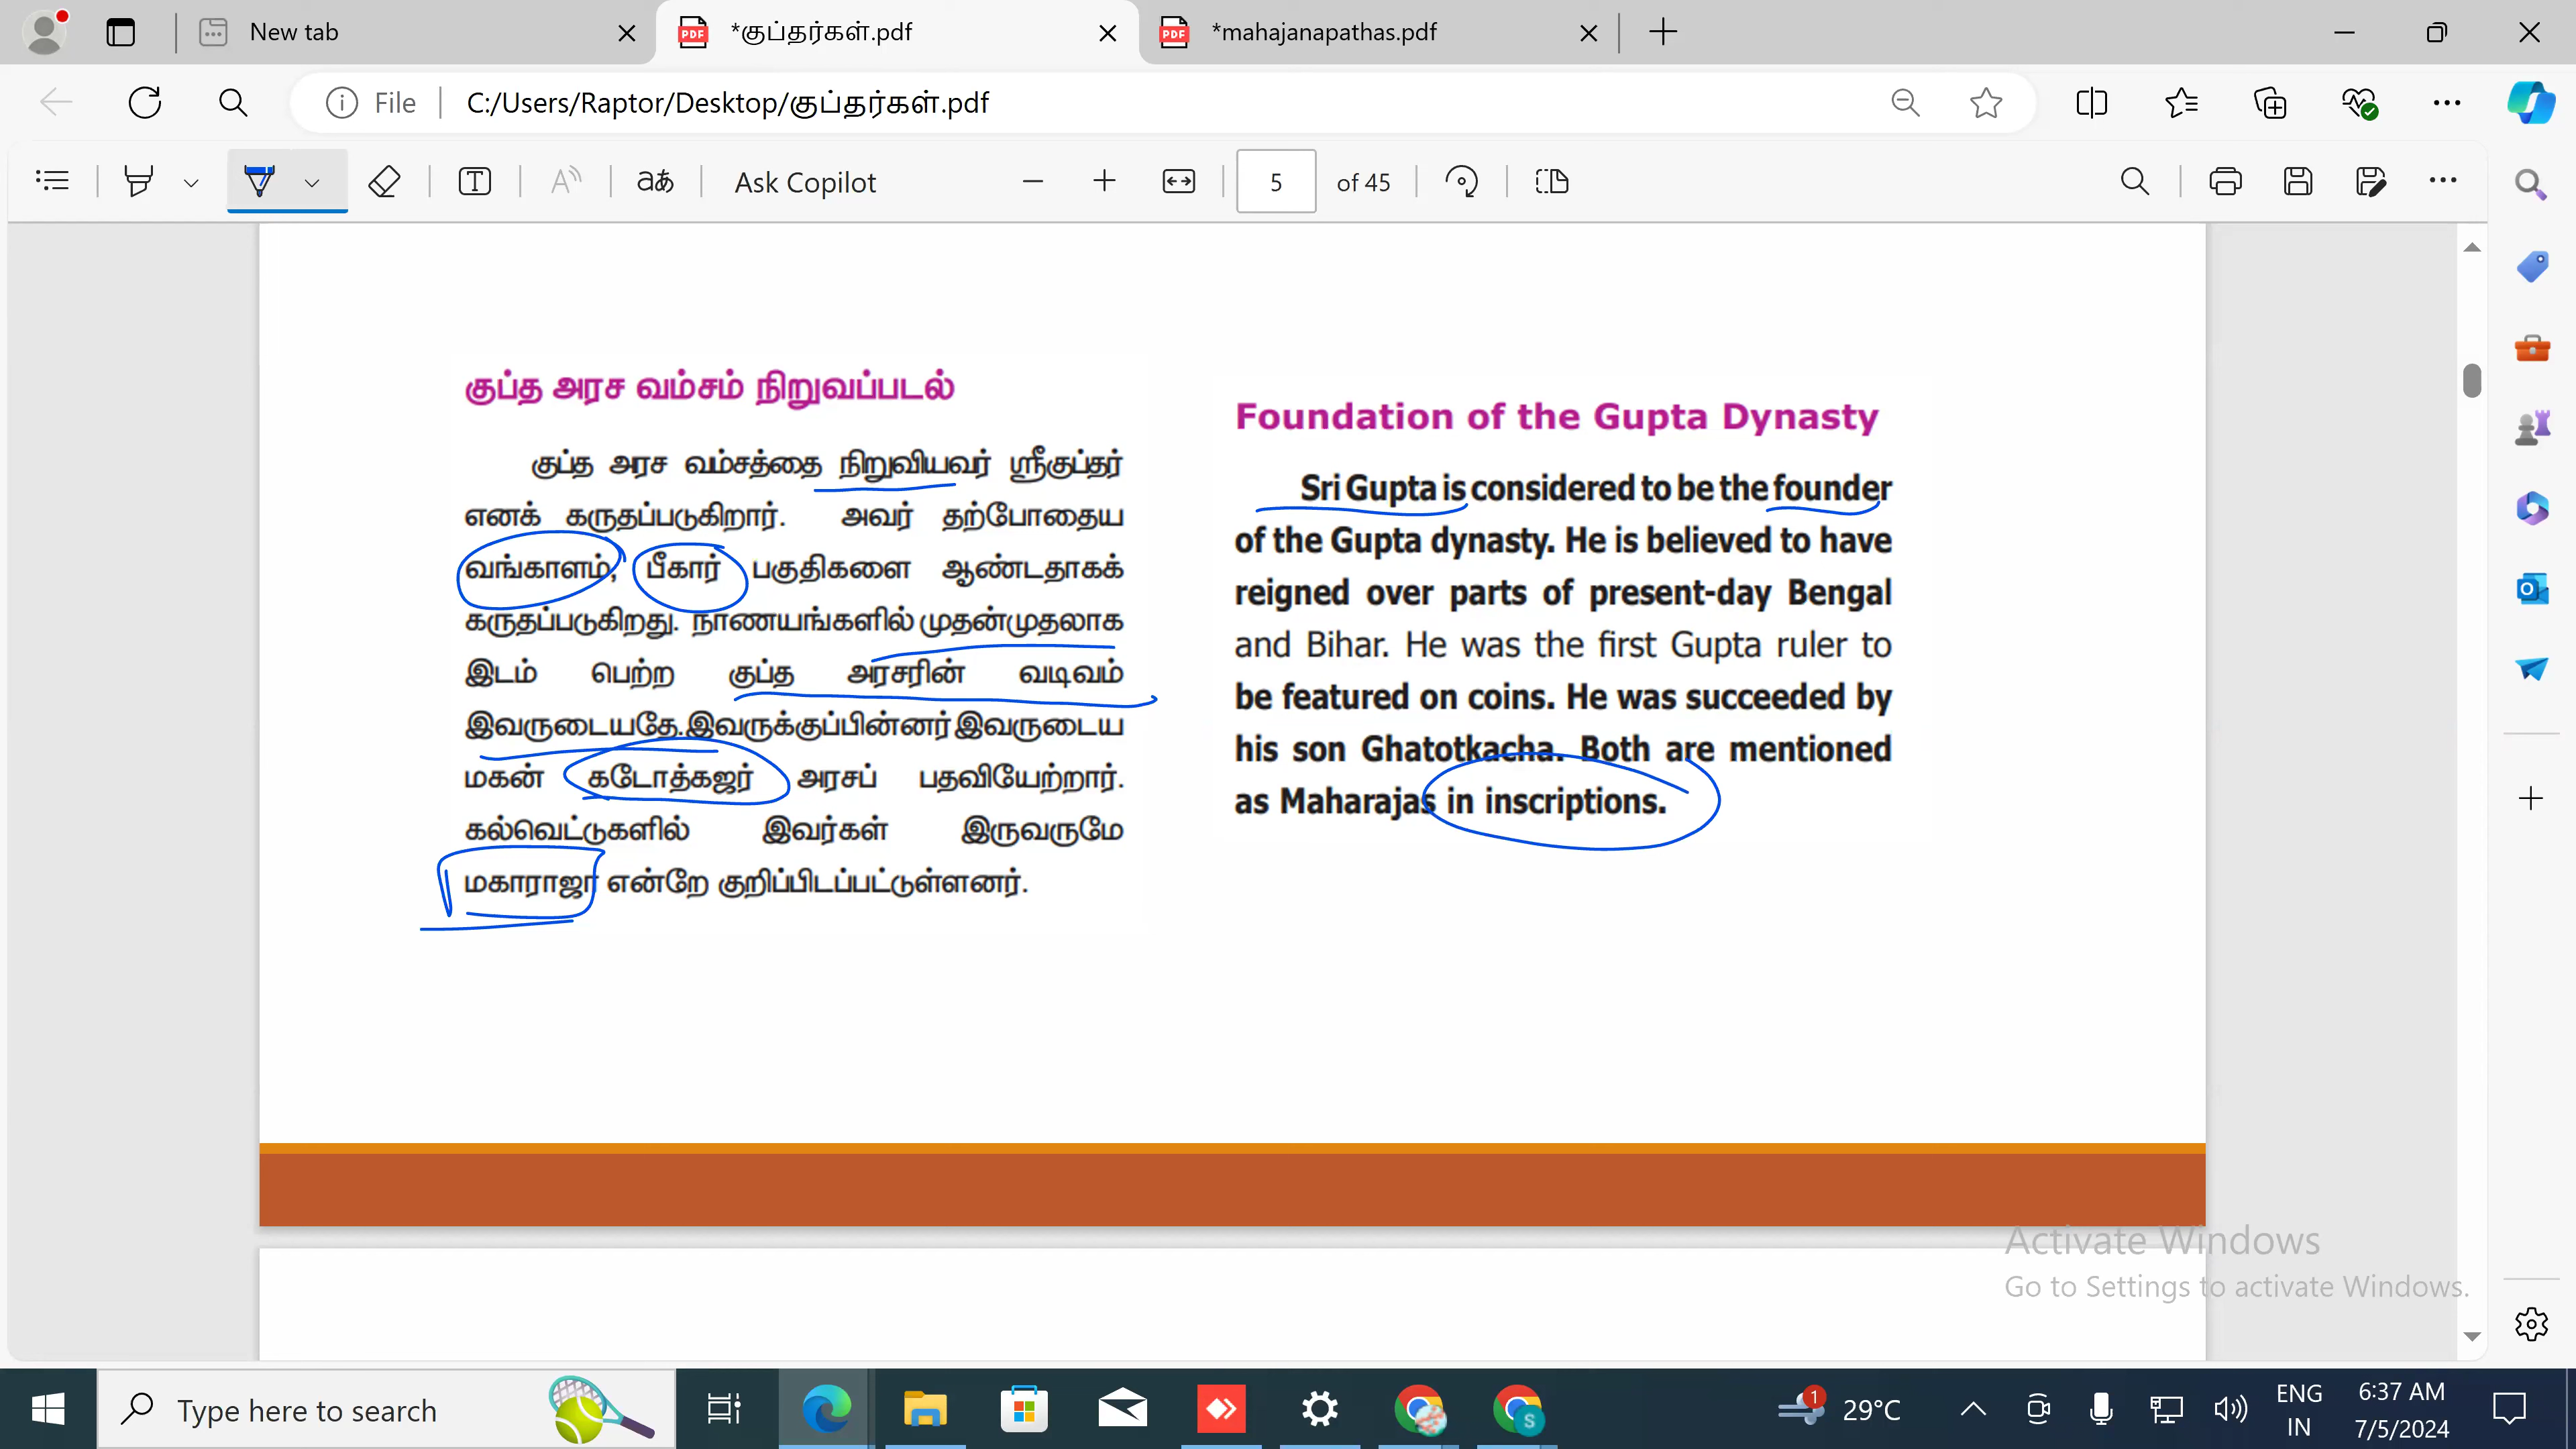 New tab
*குப்தர்கள்.pdf
*mahajanapathas.pdf
File
C:/Users/Raptor/Desktop/குப்தர்கள்.pdf
aあ
Ask Copilot
5 of 45
குப்த அரச வம்சம் நிறுவப்படல்
குப்த அரச வம்சத்தை நிறுவியவர் ஸ்ரீகுப்தர்
எனக் கருதப்படுகிறார். அவர் தற்போதைய
வங்காளம், பீகார் பகுதிகளை ஆண்டதாகக்
கருதப்படுகிறது. நாணயங்களில் முதன்முதலாக
இடம் பெற்ற குப்த அரசரின் வடிவம்
இவருடையதே.இவருக்குப்பின்னர் இவருடைய
மகன் கடோத்கஜர் அரசப் பதவியேற்றார்.
கல்வெட்டுகளில் இவர்கள் இருவருமே
மகாராஜா என்றே குறிப்பிடப்பட்டுள்ளனர்.
Foundation of the Gupta Dynasty
Sri Gupta is considered to be the founder
of the Gupta dynasty. He is believed to have
reigned over parts of present-day Bengal
and Bihar. He was the first Gupta ruler to
be featured on coins. He was succeeded by
his son Ghatotkacha. Both are mentioned
as Maharajas in inscriptions.
Activate Windows
Go to Settings to activate Windows.
Type here to search
1
29°C
ENG
IN
6:37 AM
7/5/2024